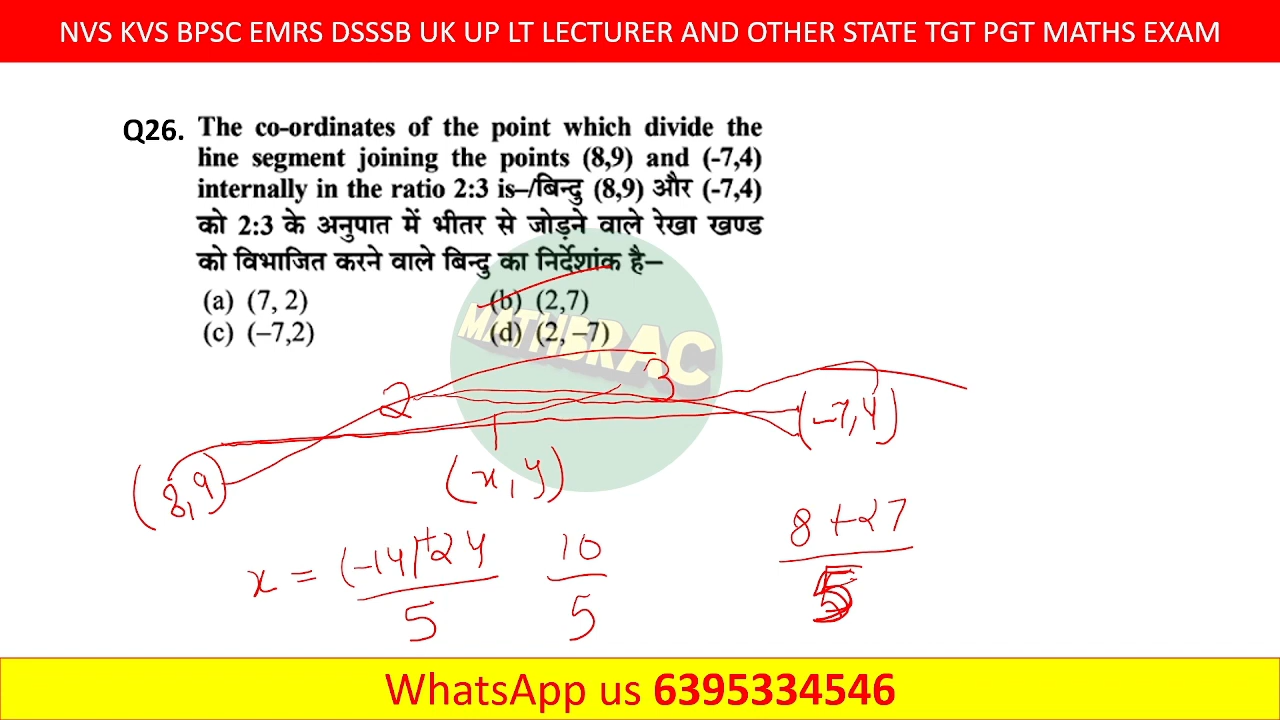 NVS KVS BPSC EMRS DSSSB UK UP LT LECTURER AND OTHER STATE TGT PGT MATHS EXAM
Q26. The co-ordinates of the point which divide the
line segment joining the points (8,9) and (-7,4)
internally in the ratio 2:3 is–/बिन्दु (8,9) और (-7,4)
को 2:3 के अनुपात में भीतर से जोड़ने वाले रेखा खण्ड
को विभाजित करने वाले बिन्दु का निर्देशांक है–
(a) (7, 2) (b) (2,7)
(c) (–7,2) (d) (2, –7)
MATHBRAC
2 3
(-7,4)
(8,9) (x,y)
x = (-14)+24 / 5 10 / 5 8+27 / 5
WhatsApp us 6395334546